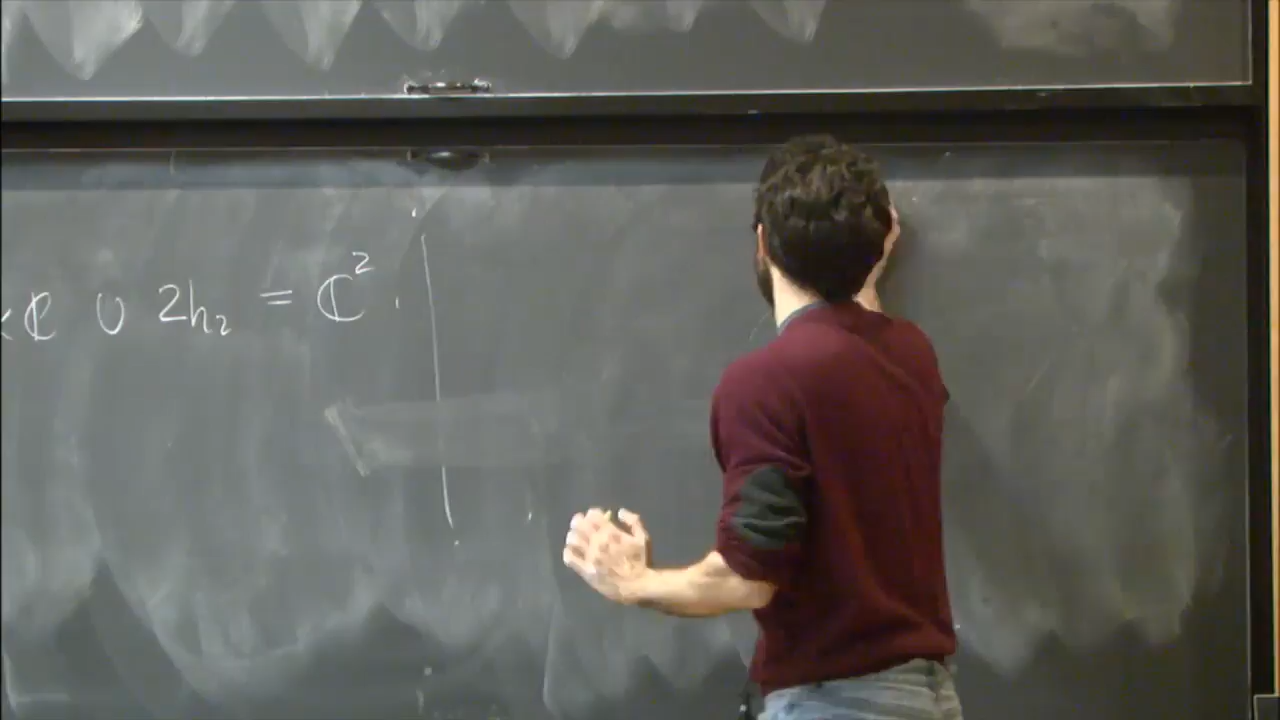 ×ℂ ∪ 2h₂ = ℂ².